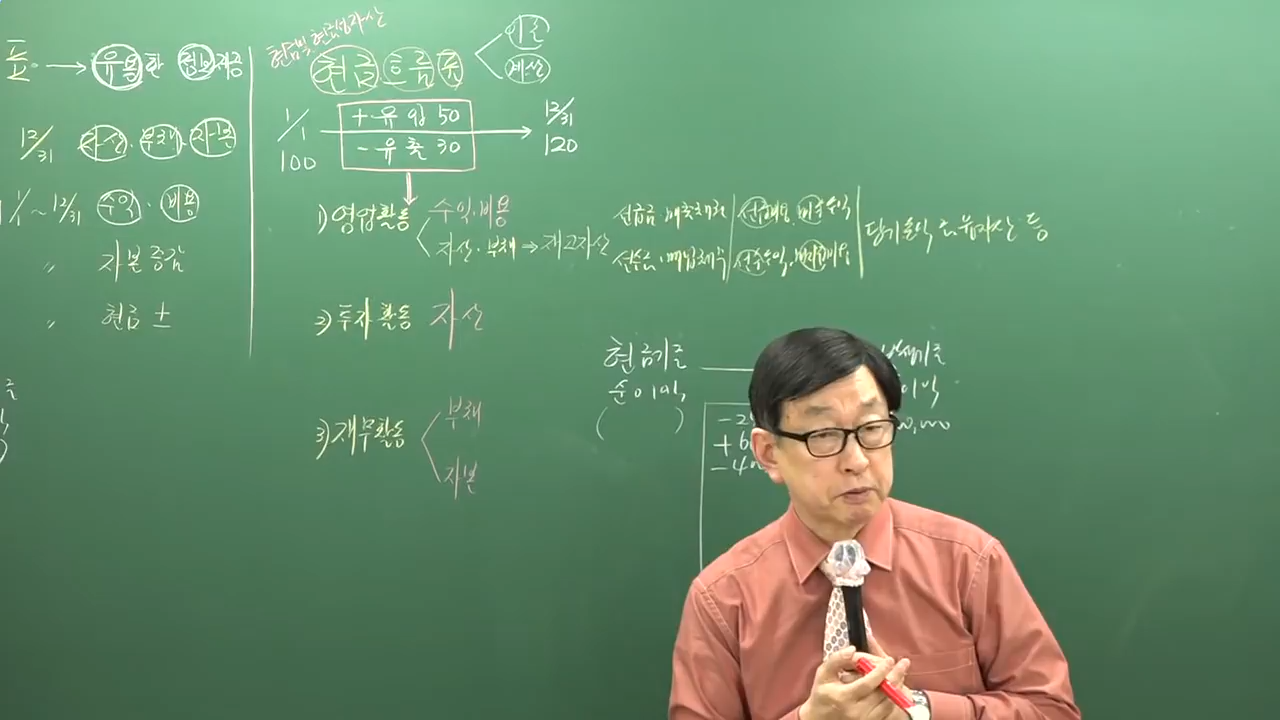 표 → 유용한 정보제공
12/31 자산·부채·자본
1/1 ~ 12/31 수익·비용
〃 자본증감
〃 현금 ±
현금및현금성자산
현금흐름표
이론
계산
1/1 + 유입 50 12/31
100 - 유출 30 120
1) 영업활동 수익·비용
자산·부채 ⇒ 재고자산
선급금·매출채권 선급비용·미수수익
선수금·매입채무 선수수익·미지급비용
당기손익 금융자산 등
2) 투자활동 자산
3) 재무활동 부채
자본
현금기준
순이익
( )